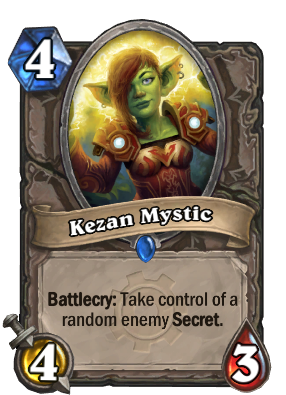 4
Kezan Mystic
Battlecry: Take control of a
random enemy Secret.
4
3